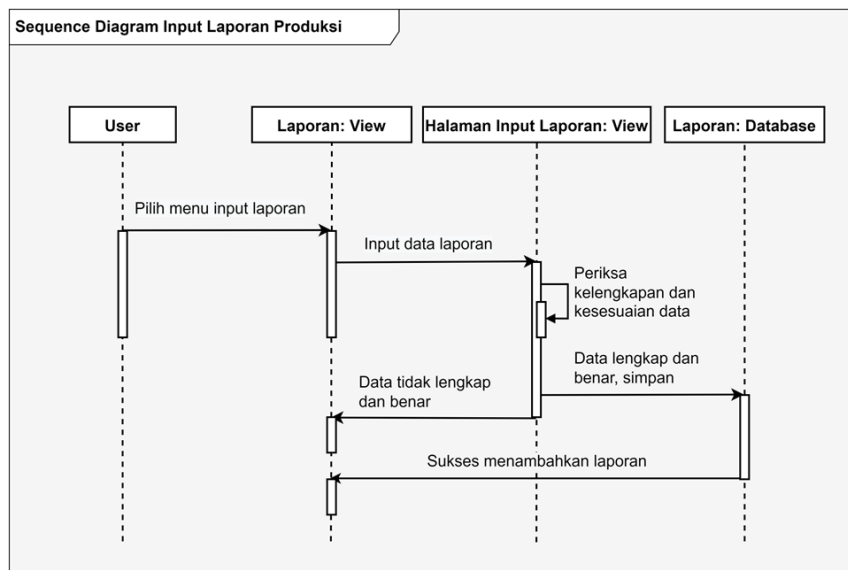 Sequence Diagram Input Laporan Produksi
User
Laporan: View
Halaman Input Laporan: View
Laporan: Database
Pilih menu input laporan
Input data laporan
Periksa
kelengkapan dan
kesesuaian data
Data lengkap dan
benar, simpan
Data tidak lengkap
dan benar
Sukses menambahkan laporan